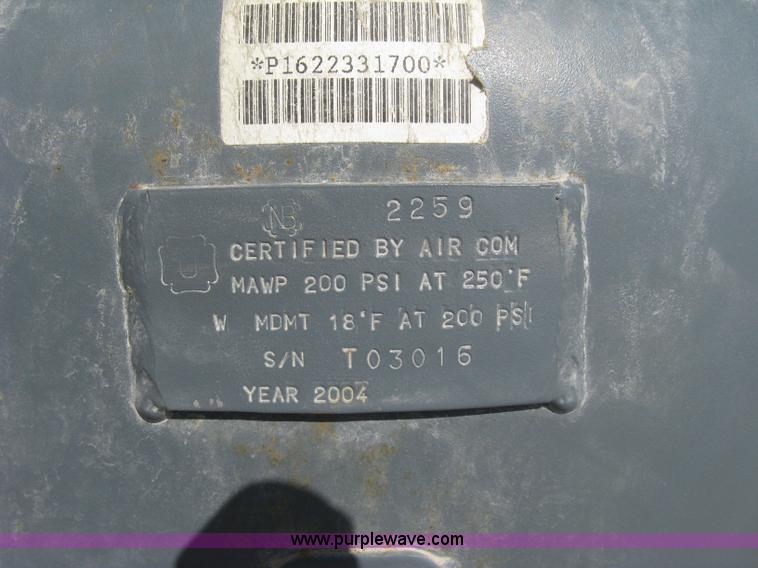 *P1622331700*
NB 2259
U
CERTIFIED BY AIR COM
MAWP 200 PSI AT 250°F
W MDMT 18°F AT 200 PSI
S/N T03016
YEAR 2004
www.purplewave.com